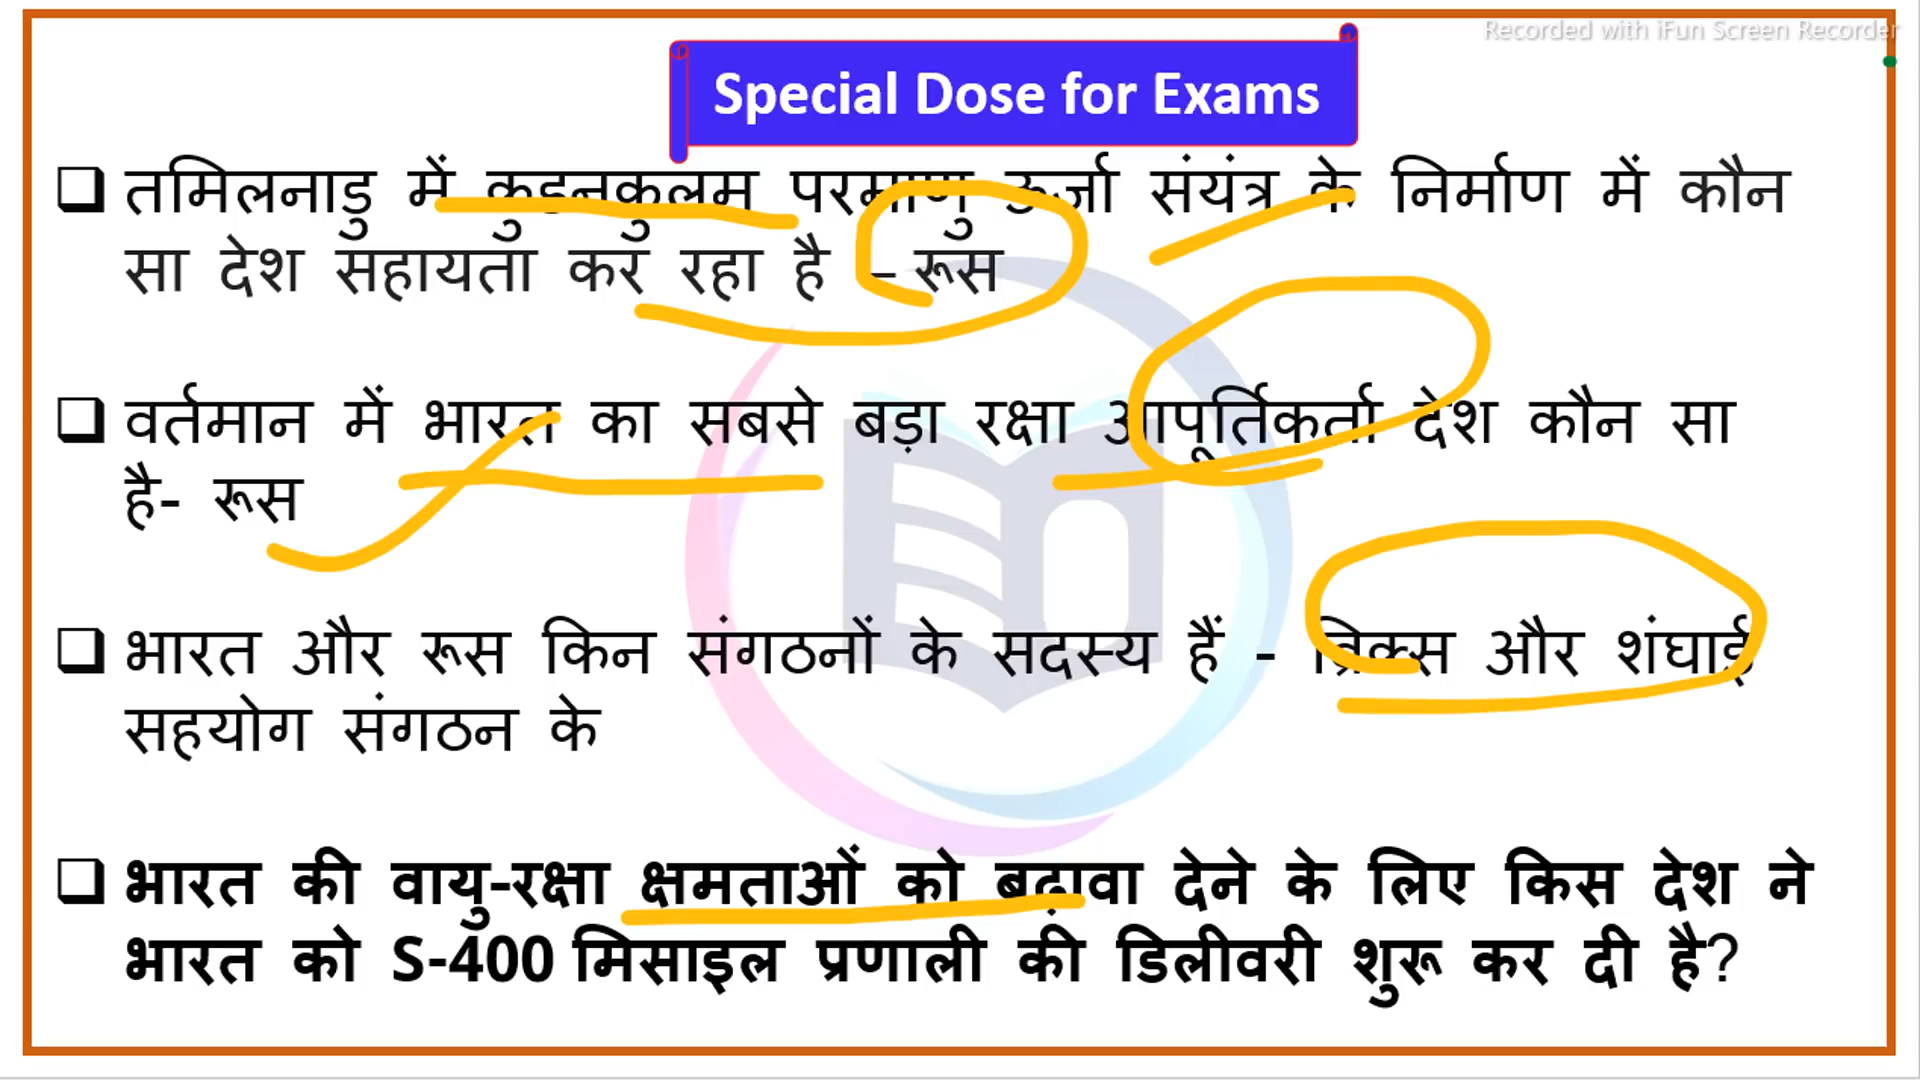 Recorded with iFun Screen Recorder
Special Dose for Exams
तमिलनाडु में कुडनकुलम परमाणु ऊर्जा संयंत्र के निर्माण में कौन
सा देश सहायता कर रहा है – रूस
वर्तमान में भारत का सबसे बड़ा रक्षा आपूर्तिकर्ता देश कौन सा
है- रूस
भारत और रूस किन संगठनों के सदस्य हैं - ब्रिक्स और शंघाई
सहयोग संगठन के
भारत की वायु-रक्षा क्षमताओं को बढ़ावा देने के लिए किस देश ने
भारत को S-400 मिसाइल प्रणाली की डिलीवरी शुरू कर दी है?